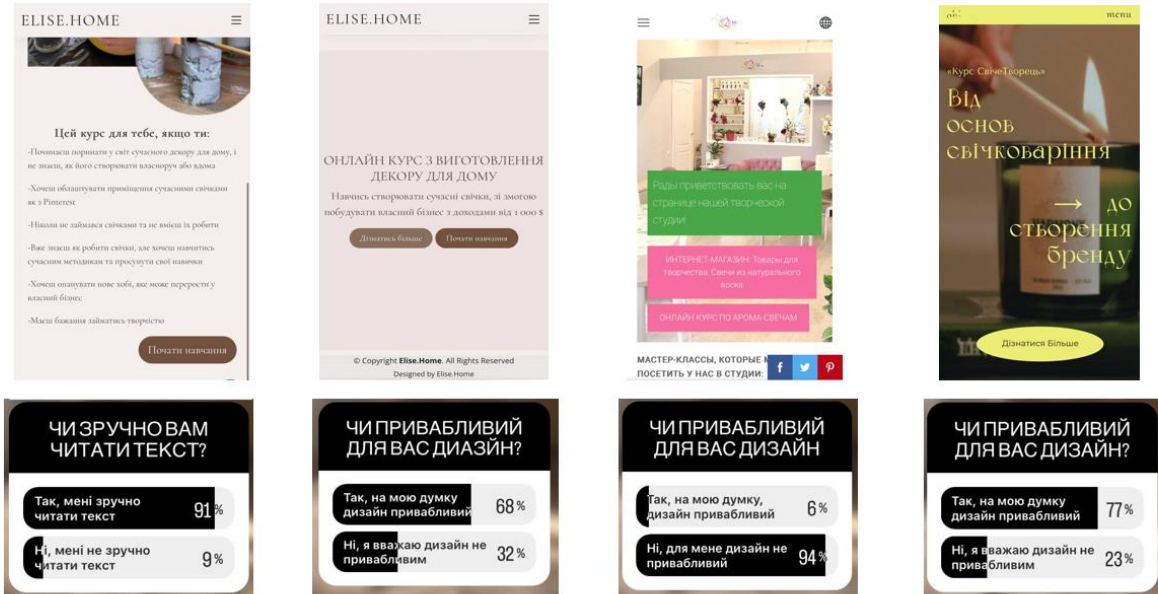 ELISE.HOME
Цей курс для тебе, якщо ти:
-Починаєш поринати у світ сучасного декору для дому, і
не знаєш, як його створювати власноруч або вдома
-Хочеш облаштувати приміщення сучасними свічками
як з Pinterest
-Ніколи не займався свічками та не вмієш їх робити
-Вже знаєш як робити свічки, але хочеш навчитись
сучасним методикам та просунути свої навички
-Хочеш опанувати нове хобі, яке може перерости у
власний бізнес
-Маєш бажання займатись творчістю
Почати навчання
ELISE.HOME
ОНЛАЙН КУРС З ВИГОТОВЛЕННЯ
ДЕКОРУ ДЛЯ ДОМУ
Навчись створювати сучасні свічки, зі змогою
побудувати власний бізнес з доходами від 1 000 $
Дізнатись більше
Почати навчання
© Copyright Elise.Home. All Rights Reserved
Designed by Elise.Home
Рады приветствовать вас на
странице нашей творческой
студии!
ИНТЕРНЕТ-МАГАЗИН: Товары для
творчества, Свечи из натурального
воска
ОНЛАЙН КУРС ПО АРОМА-СВЕЧАМ
МАСТЕР-КЛАССЫ, КОТОРЫЕ
ПОСЕТИТЬ У НАС В СТУДИИ:
menu
«Курс СвічеТворець»
Від
основ
свічковаріння
→ до
створення
бренду
Дізнатися Більше
ЧИ ЗРУЧНО ВАМ
ЧИТАТИ ТЕКСТ?
Так, мені зручно
читати текст
91%
Ні, мені не зручно
читати текст
9%
ЧИ ПРИВАБЛИВИЙ
ДЛЯ ВАС ДИАЗЙН?
Так, на мою думку
дизайн привабливий
68%
Ні, я вважаю дизайн не
привабливим
32%
ЧИ ПРИВАБЛИВИЙ
ДЛЯ ВАС ДИЗАЙН
Так, на мою думку,
дизайн привабливий
6%
Ні, для мене дизайн не
привабливий
94%
ЧИ ПРИВАБЛИВИЙ
ДЛЯ ВАС ДИЗАЙН?
Так, на мою думку
дизайн привабливий
77%
Ні, я вважаю дизайн не
привабливим
23%